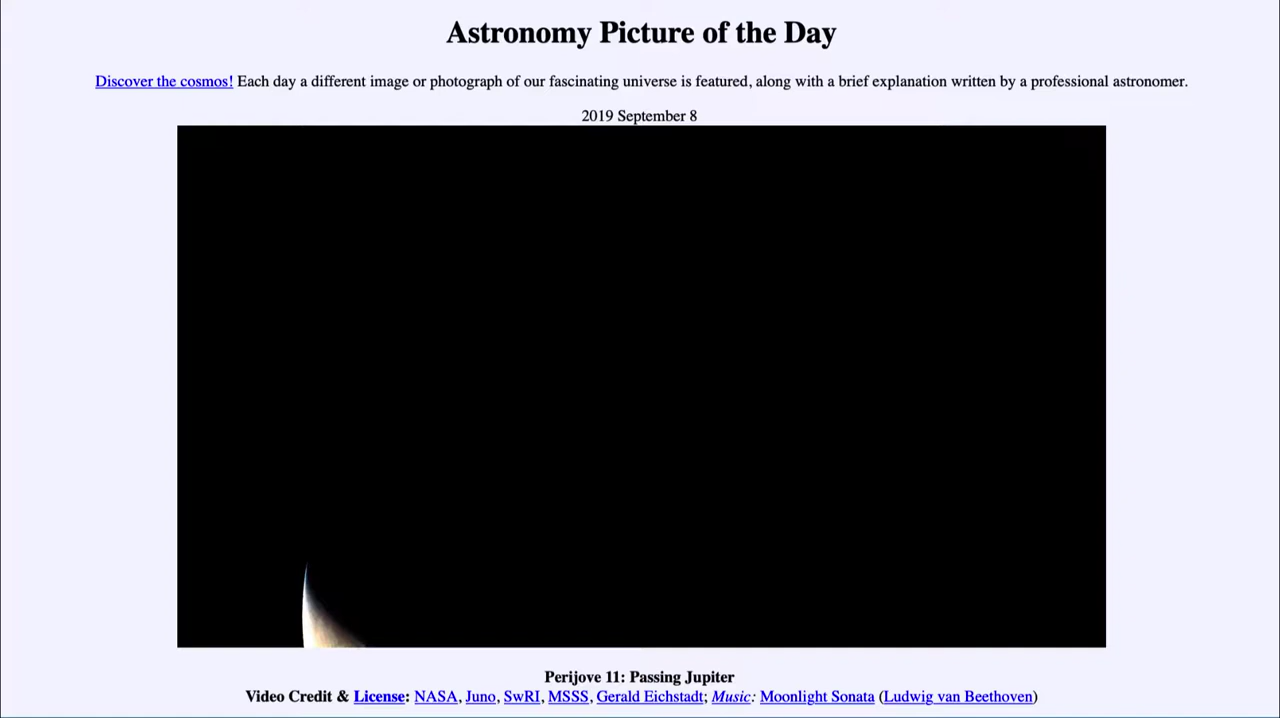 Astronomy Picture of the Day
Discover the cosmos! Each day a different image or photograph of our fascinating universe is featured, along with a brief explanation written by a professional astronomer.
2019 September 8
Perijove 11: Passing Jupiter
Video Credit & License: NASA, Juno, SwRI, MSSS, Gerald Eichstadt; Music: Moonlight Sonata (Ludwig van Beethoven)